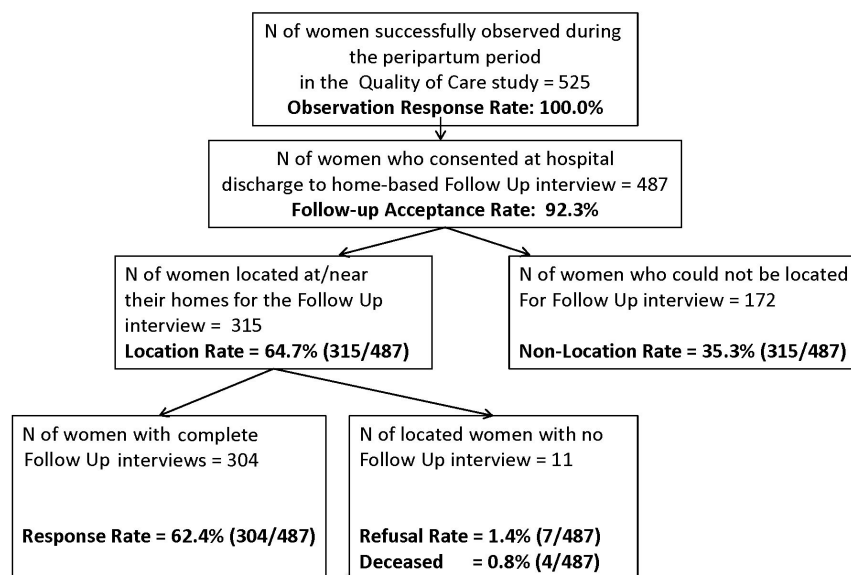 N of women successfully observed during
the peripartum period
in the Quality of Care study = 525
Observation Response Rate: 100.0%
N of women who consented at hospital
discharge to home-based Follow Up interview = 487
Follow-up Acceptance Rate: 92.3%
N of women located at/near
their homes for the Follow Up
interview = 315
Location Rate = 64.7% (315/487)
N of women who could not be located
For Follow Up interview = 172
Non-Location Rate = 35.3% (315/487)
N of women with complete
Follow Up interviews = 304
Response Rate = 62.4% (304/487)
N of located women with no
Follow Up interview = 11
Refusal Rate = 1.4% (7/487)
Deceased = 0.8% (4/487)